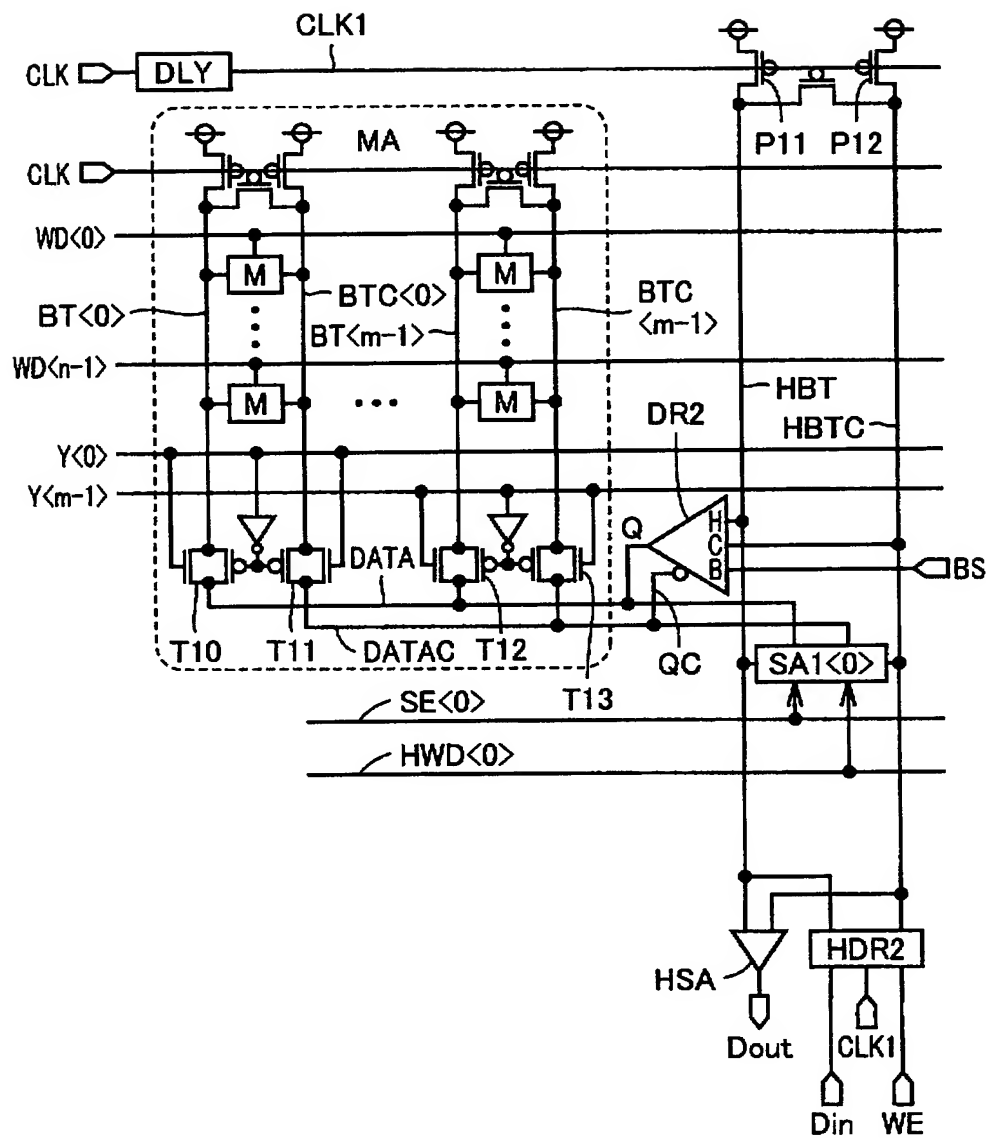 CLK1
CLK
DLY
P11
P12
MA
CLK
WD<0>
M
M
BT<0>
BTC<0>
BT<m-1>
BTC
<m-1>
WD<n-1>
M
M
HBT
HBTC
DR2
Y<0>
Y<m-1>
Q
H
C
B
BS
DATA
T10
T11
DATAC
T12
T13
QC
SA1<0>
SE<0>
HWD<0>
HSA
HDR2
Dout
CLK1
Din
WE